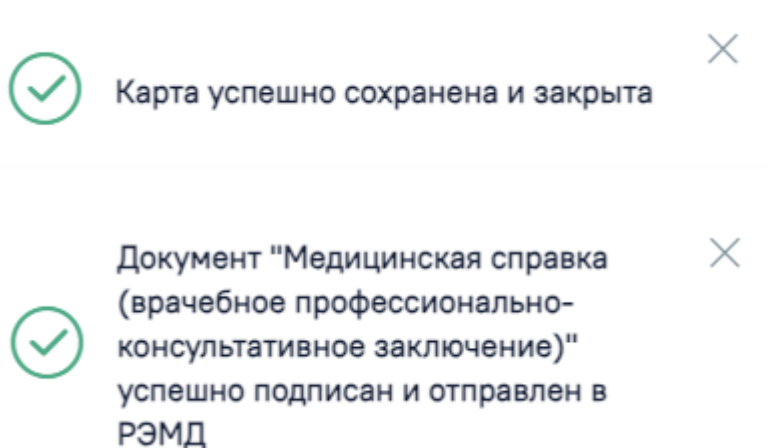 Карта успешно сохранена и закрыта
Документ "Медицинская справка
(врачебное профессионально-
консультативное заключение)"
успешно подписан и отправлен в
РЭМД